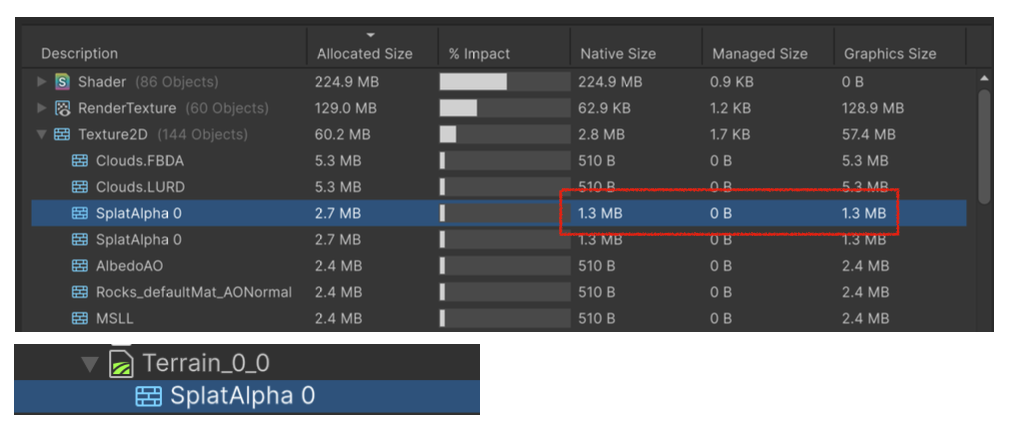 Description Allocated Size % Impact Native Size Managed Size Graphics Size
Shader (86 Objects) 224.9 MB 224.9 MB 0.9 KB 0 B
RenderTexture (60 Objects) 129.0 MB 62.9 KB 1.2 KB 128.9 MB
Texture2D (144 Objects) 60.2 MB 2.8 MB 1.7 KB 57.4 MB
Clouds.FBDA 5.3 MB 510 B 0 B 5.3 MB
Clouds.LURD 5.3 MB 510 B 0 B 5.3 MB
SplatAlpha 0 2.7 MB 1.3 MB 0 B 1.3 MB
SplatAlpha 0 2.7 MB 1.3 MB 0 B 1.3 MB
AlbedoAO 2.4 MB 510 B 0 B 2.4 MB
Rocks_defaultMat_AONormal 2.4 MB 510 B 0 B 2.4 MB
MSLL 2.4 MB 510 B 0 B 2.4 MB
Terrain_0_0
SplatAlpha 0